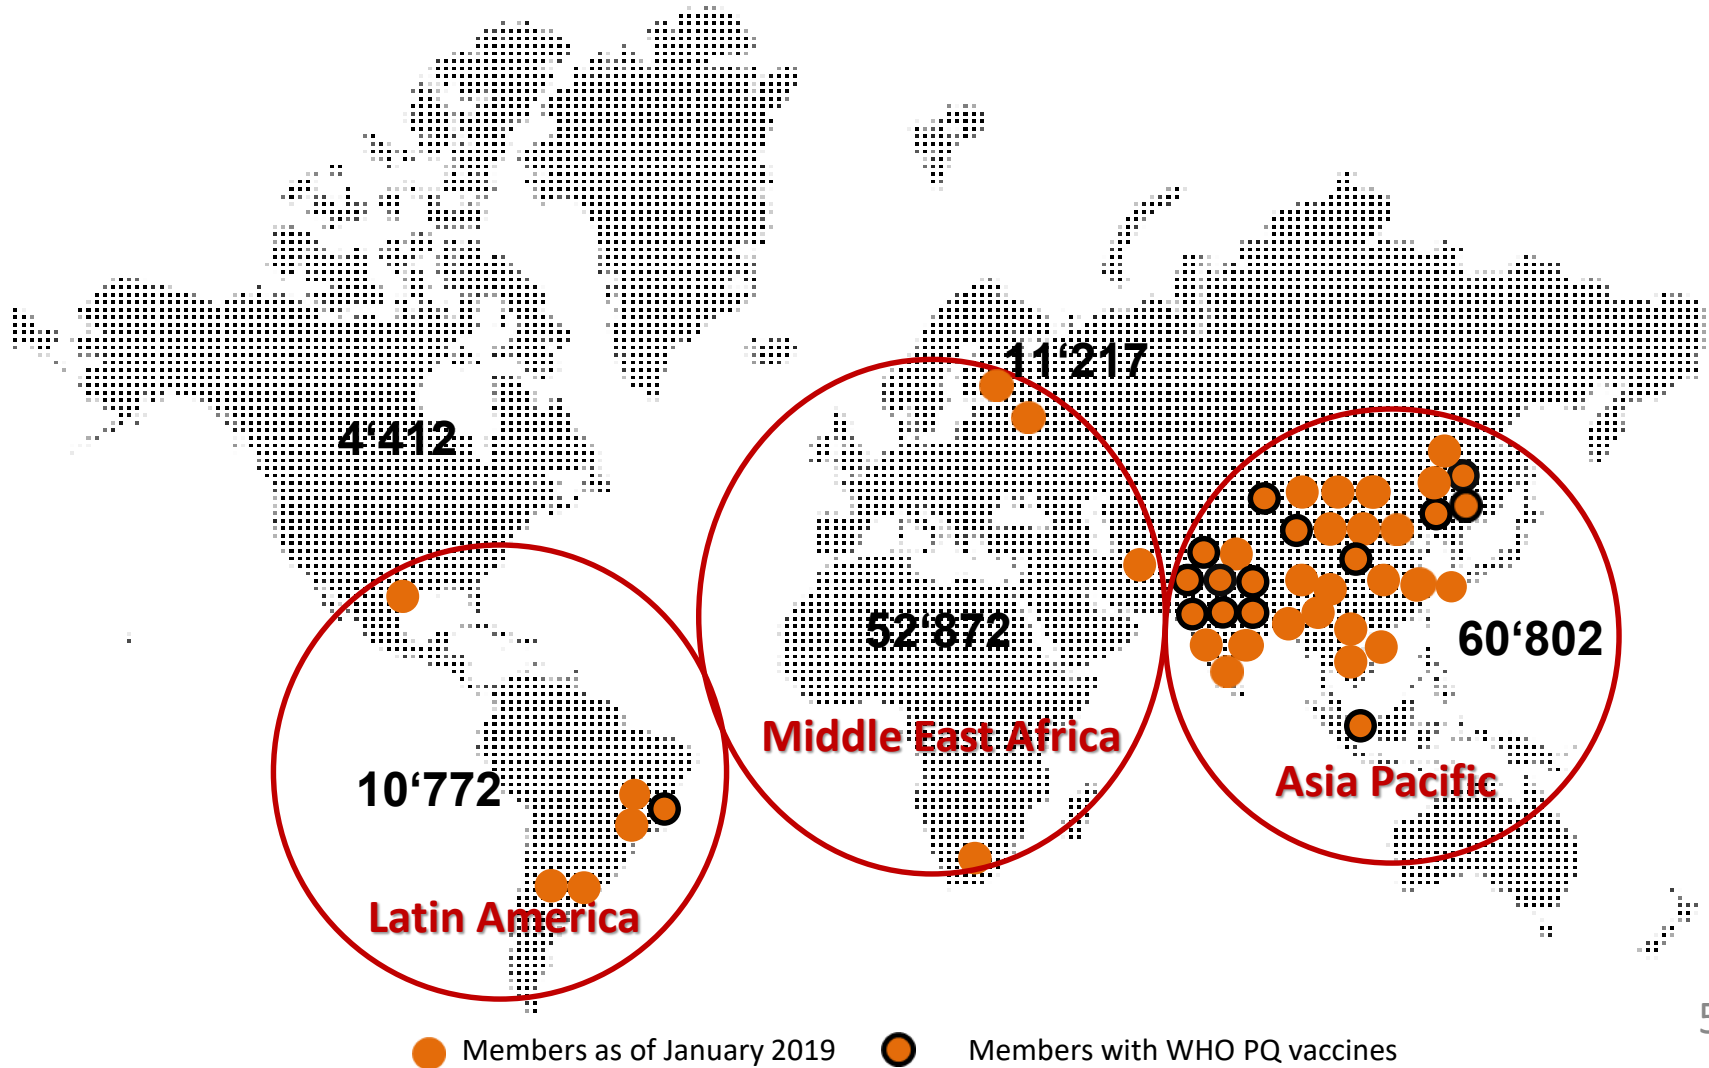 11‘217
4‘412
52‘872
60‘802
Middle East Africa
10‘772
Asia Pacific
Latin America
5
Members as of January 2019
Members with WHO PQ vaccines